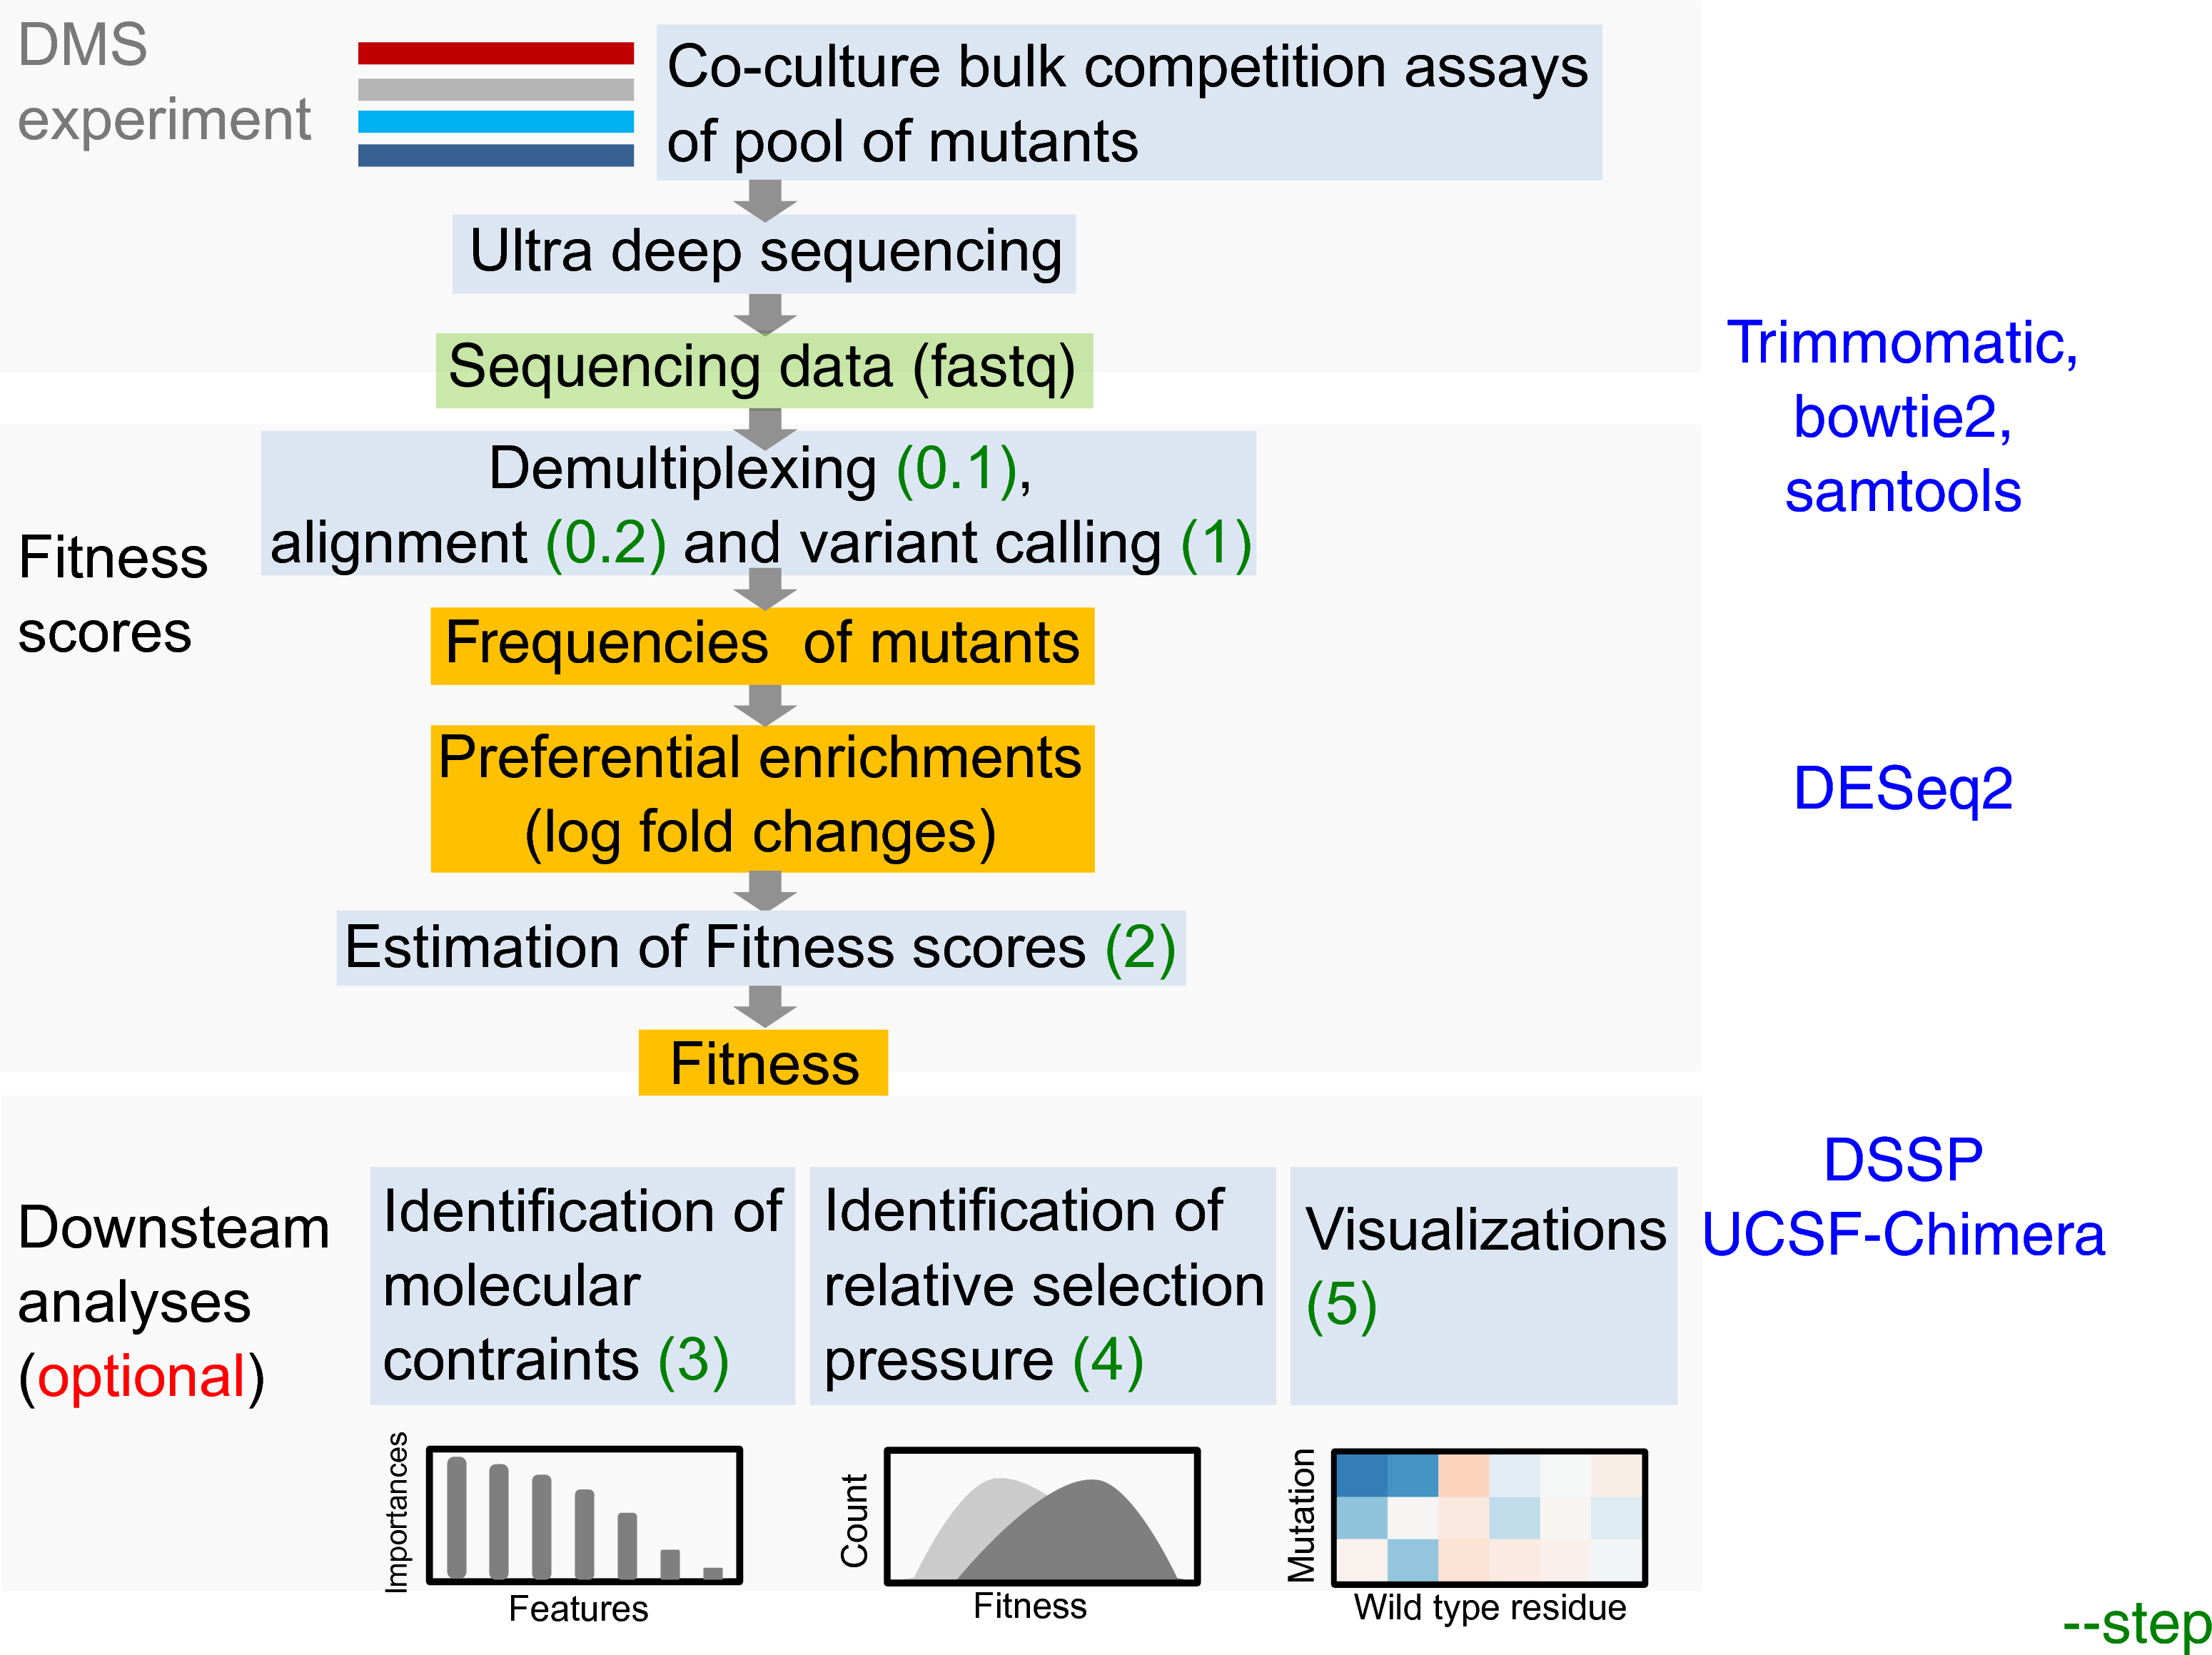 DMS
experiment
Co-culture bulk competition assays
of pool of mutants
Ultra deep sequencing
Sequencing data (fastq)
Trimmomatic,
bowtie2,
samtools
Fitness
scores
Demultiplexing (0.1),
alignment (0.2) and variant calling (1)
Frequencies of mutants
Preferential enrichments
(log fold changes)
DESeq2
Estimation of Fitness scores (2)
Fitness
Downsteam
analyses
(optional)
Identification of
molecular
contraints (3)
Identification of
relative selection
pressure (4)
Visualizations
(5)
DSSP
UCSF-Chimera
Importances
Features
Count
Fitness
Mutation
Wild type residue
--step